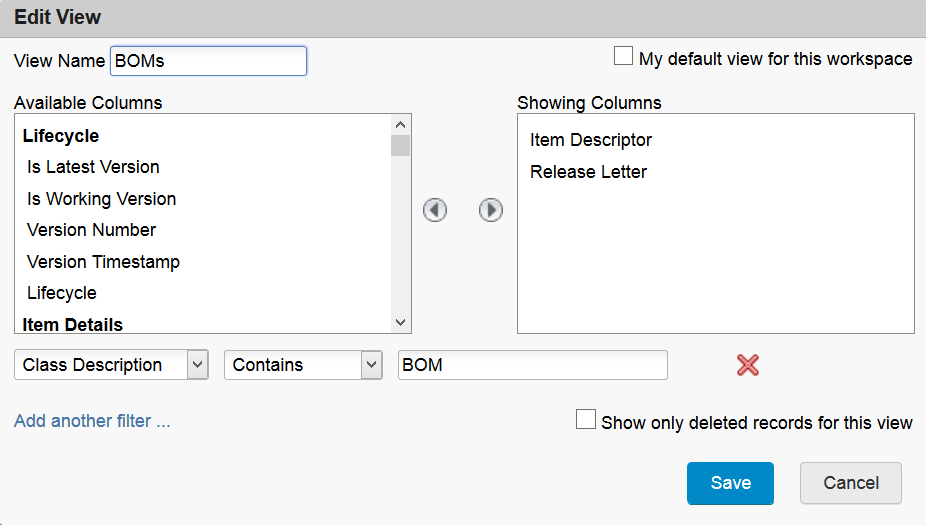 Edit View
View Name BOMs
My default view for this workspace
Available Columns
Showing Columns
Lifecycle
Is Latest Version
Is Working Version
Version Number
Version Timestamp
Lifecycle
Item Details
Item Descriptor
Release Letter
Class Description Contains BOM
Add another filter ...
Show only deleted records for this view
Save Cancel